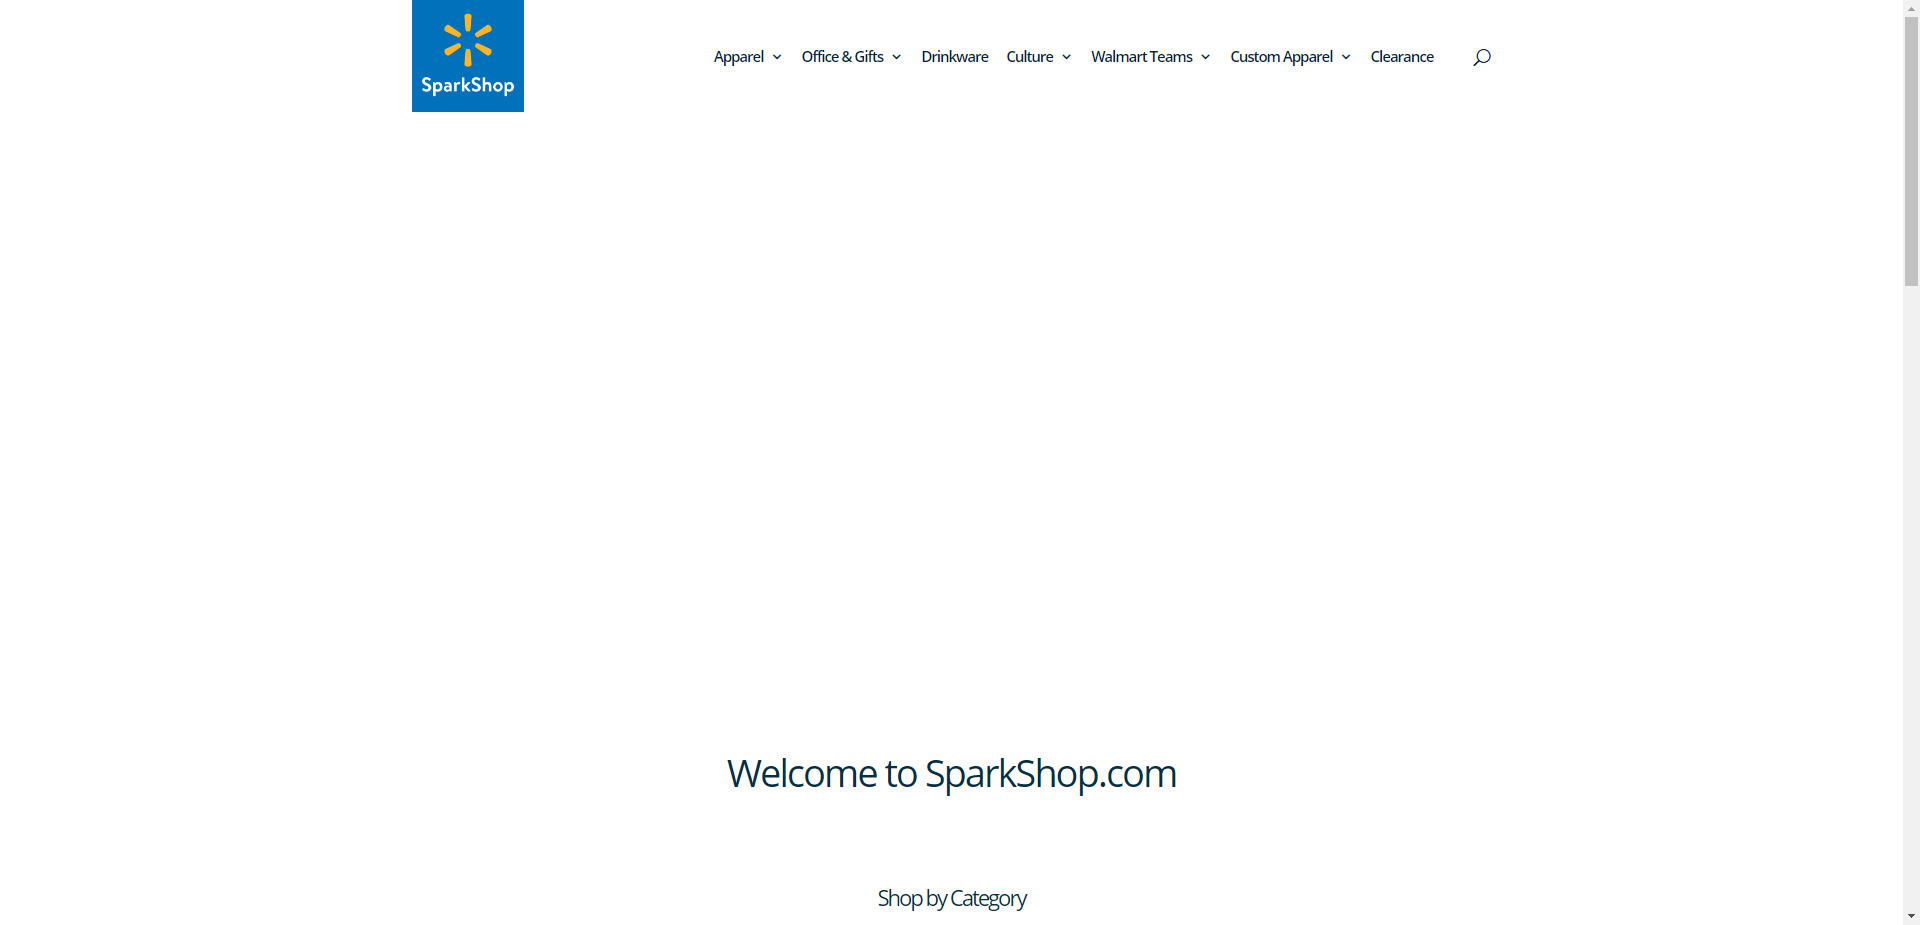 SparkShop
Apparel Office & Gifts Drinkware Culture Walmart Teams Custom Apparel Clearance
Welcome to SparkShop.com
Shop by Category